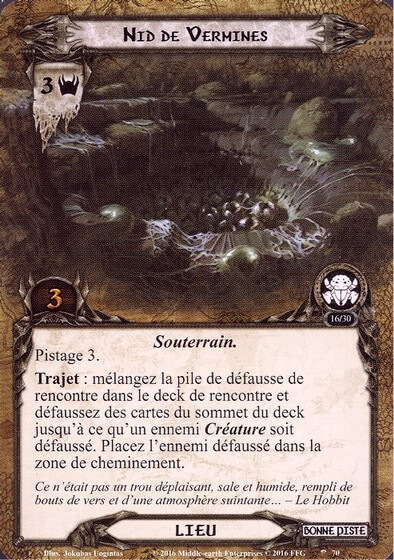 Nid de Vermines
3
3
16/30
Souterrain.
Pistage 3.
Trajet : mélangez la pile de défausse de
rencontre dans le deck de rencontre et
défaussez des cartes du sommet du deck
jusqu'à ce qu'un ennemi Créature soit
défaussé. Placez l'ennemi défaussé dans la
zone de cheminement.
Ce n'était pas un trou déplaisant, sale et humide, rempli de
bouts de vers et d'une atmosphère suintante… – Le Hobbit
LIEU
BONNE PISTE
Illus. Jokubas Uogintas
©2016 Middle-earth Enterprises © 2016 FFG
70